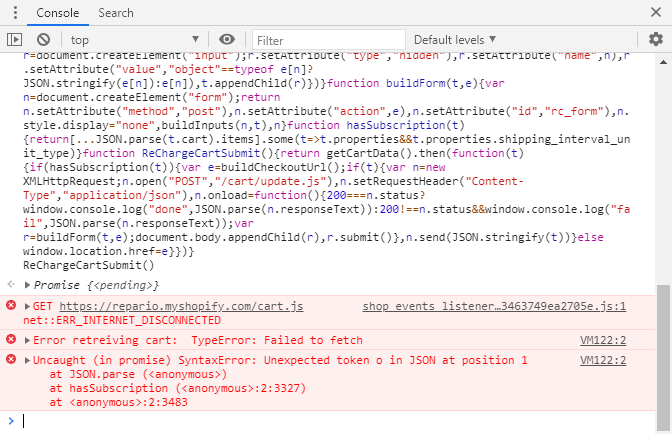 Console Search
top Filter Default levels
r=document.createElement("input");r.setAttribute("type","hidden"),r.setAttribute("name",n),r
.setAttribute("value","object"==typeof e[n]?
JSON.stringify(e[n]):e[n]),t.appendChild(r)})}function buildForm(t,e){var
n=document.createElement("form");return
n.setAttribute("method","post"),n.setAttribute("action",e),n.setAttribute("id","rc_form"),n.
style.display="none",buildInputs(n,t),n}function hasSubscription(t)
{return[...JSON.parse(t.cart).items].some(t=>t.properties&&t.properties.shipping_interval_un
it_type)}function ReChargeCartSubmit(){return getCartData().then(function(t)
{if(hasSubscription(t)){var e=buildCheckoutUrl();if(t){var n=new
XMLHttpRequest;n.open("POST","/cart/update.js"),n.setRequestHeader("Content-
Type","application/json"),n.onload=function(){200===n.status?
window.console.log("done",JSON.parse(n.responseText)):200!==n.status&&window.console.log("fa
il",JSON.parse(n.responseText));var
r=buildForm(t,e);document.body.appendChild(r),r.submit()},n.send(JSON.stringify(t))}else
window.location.href=e}})}
ReChargeCartSubmit()
Promise {<pending>}
GET https://repario.myshopify.com/cart.js shop_events_listener…3463749ea2705e.js:1
net::ERR_INTERNET_DISCONNECTED
Error retreiving cart: TypeError: Failed to fetch VM122:2
Uncaught (in promise) SyntaxError: Unexpected token o in JSON at position 1 VM122:2
at JSON.parse (<anonymous>)
at hasSubscription (<anonymous>:2:3327)
at <anonymous>:2:3483